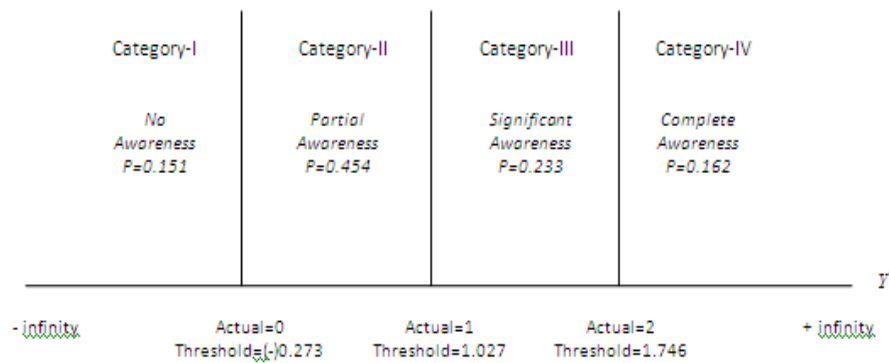 Category-I
Category-II
Category-III
Category-IV
No
Awareness
P=0.151
Partial
Awareness
P=0.454
Significant
Awareness
P=0.233
Complete
Awareness
P=0.162
Y
- infinity
Actual=0
Threshold=(-)0.273
Actual=1
Threshold=1.027
Actual=2
Threshold=1.746
+ infinity